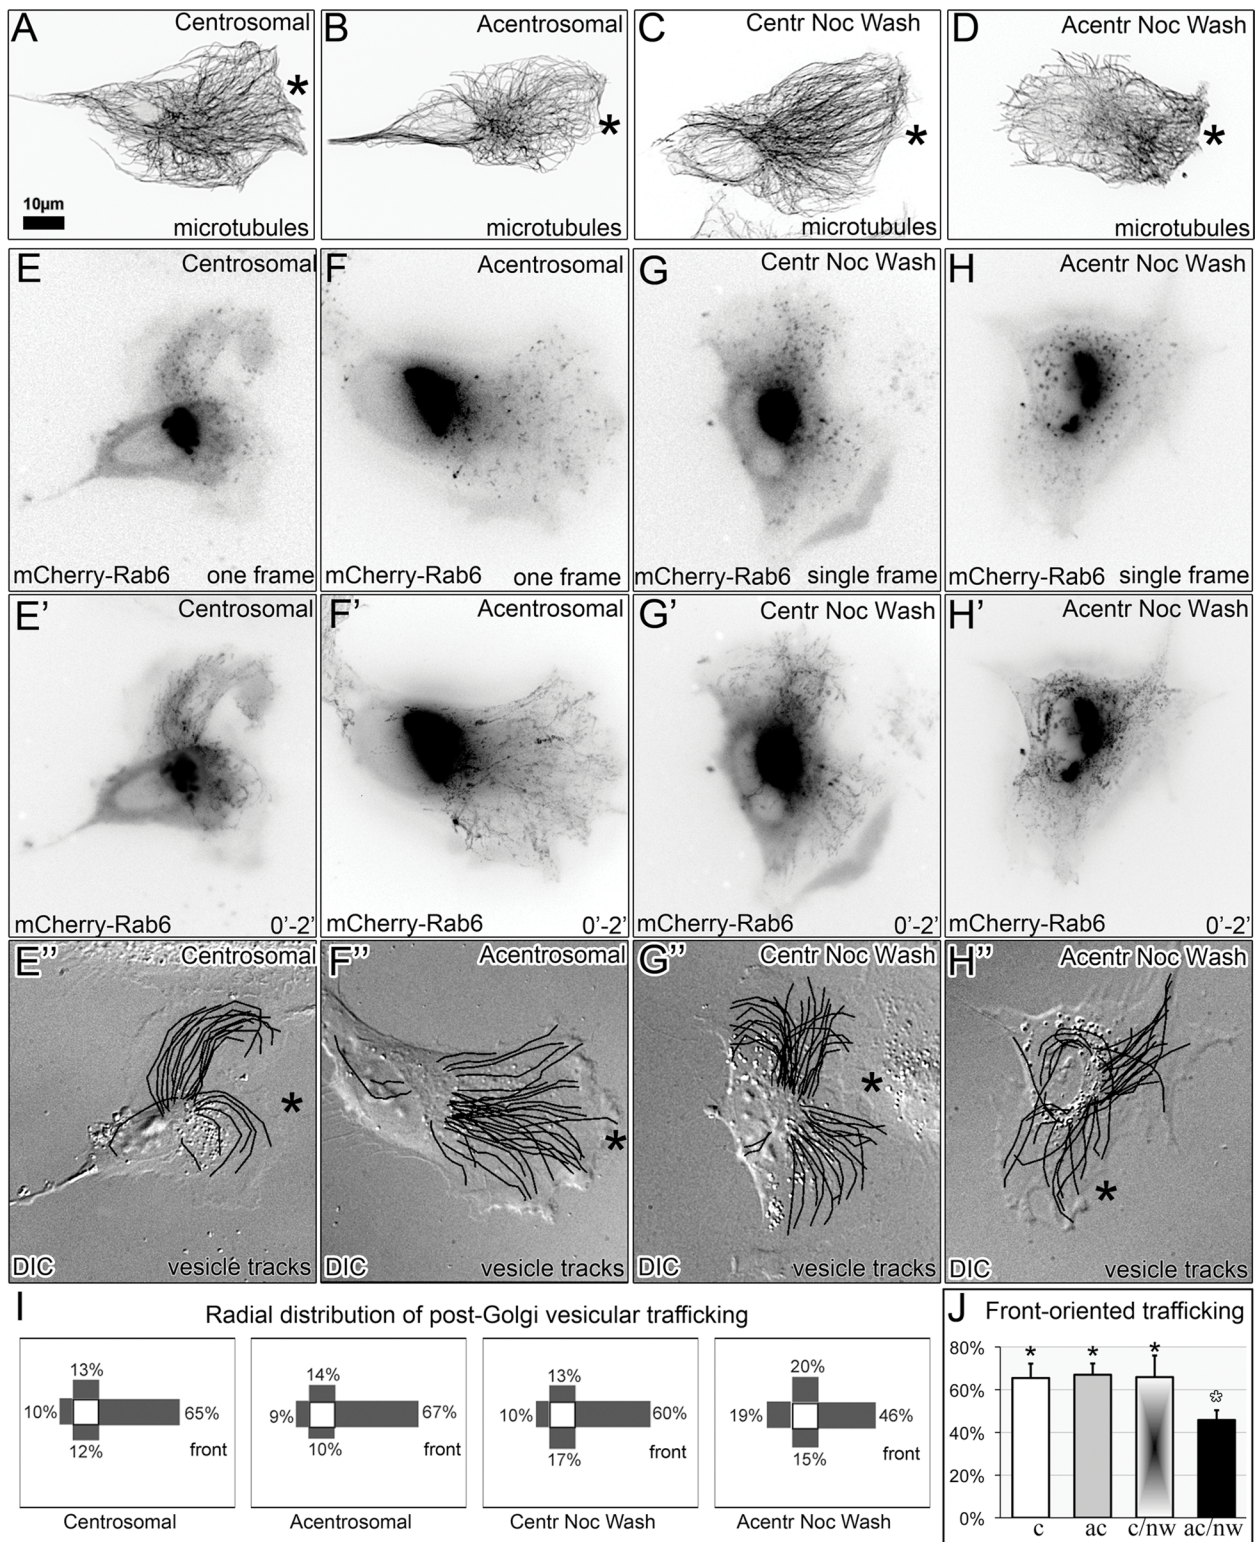 A Centrosomal
*
10µm
microtubules
B Acentrosomal
*
microtubules
C Centr Noc Wash
*
microtubules
D Acentr Noc Wash
*
microtubules
E Centrosomal
mCherry-Rab6 one frame
F Acentrosomal
mCherry-Rab6 one frame
G Centr Noc Wash
mCherry-Rab6 single frame
H Acentr Noc Wash
mCherry-Rab6 single frame
E’ Centrosomal
mCherry-Rab6 0’-2’
F’ Acentrosomal
mCherry-Rab6 0’-2’
G’ Centr Noc Wash
mCherry-Rab6 0’-2’
H’ Acentr Noc Wash
mCherry-Rab6 0’-2’
E” Centrosomal
*
DIC vesicle tracks
F” Acentrosomal
*
DIC vesicle tracks
G” Centr Noc Wash
*
DIC vesicle tracks
H” Acentr Noc Wash
*
DIC vesicle tracks
I Radial distribution of post-Golgi vesicular trafficking
13%
10% 65%
12% front
Centrosomal
14%
9% 67%
10% front
Acentrosomal
13%
10% 60%
17% front
Centr Noc Wash
20%
19% 46%
15% front
Acentr Noc Wash
J Front-oriented trafficking
80%
60%
40%
20%
0%
* * * *
c ac c/nw ac/nw